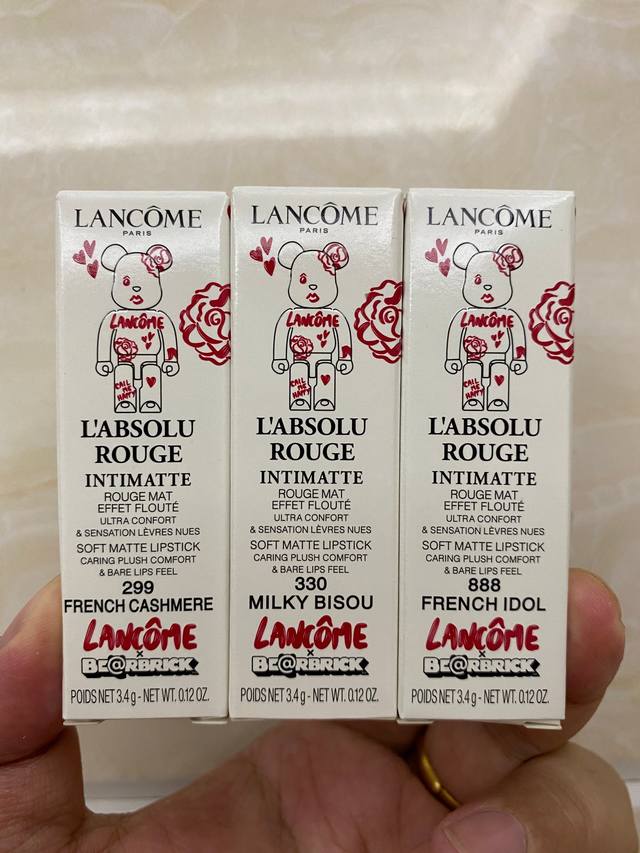 LANCÔME
PARIS
LANCÔME
CALL
ME
HAPPY
L'ABSOLU
ROUGE
INTIMATTE
ROUGE MAT
EFFET FLOUTÉ
ULTRA CONFORT
& SENSATION LÈVRES NUES
SOFT MATTE LIPSTICK
CARING PLUSH COMFORT
& BARE LIPS FEEL
299
FRENCH CASHMERE
LANCÔME
×
BE@RBRICK
POIDS NET 3.4 g - NET WT. 0.12 OZ.
LANCÔME
PARIS
LANCÔME
CALL
ME
HAPPY
L'ABSOLU
ROUGE
INTIMATTE
ROUGE MAT
EFFET FLOUTÉ
ULTRA CONFORT
& SENSATION LÈVRES NUES
SOFT MATTE LIPSTICK
CARING PLUSH COMFORT
& BARE LIPS FEEL
330
MILKY BISOU
LANCÔME
×
BE@RBRICK
POIDS NET 3.4 g - NET WT. 0.12 OZ.
LANCÔME
PARIS
LANCÔME
CALL
ME
HAPPY
L'ABSOLU
ROUGE
INTIMATTE
ROUGE MAT
EFFET FLOUTÉ
ULTRA CONFORT
& SENSATION LÈVRES NUES
SOFT MATTE LIPSTICK
CARING PLUSH COMFORT
& BARE LIPS FEEL
888
FRENCH IDOL
LANCÔME
×
BE@RBRICK
POIDS NET 3.4 g - NET WT. 0.12 OZ.